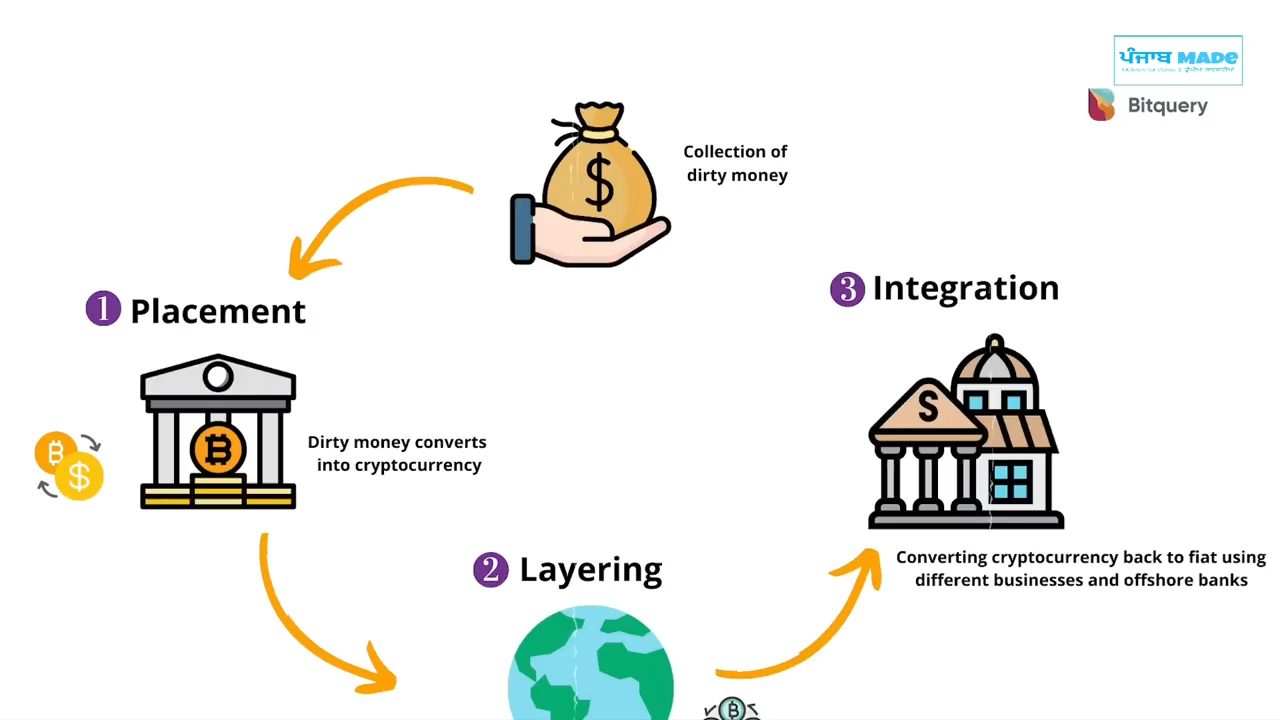 ਪੰਜਾਬ MADE
Bitquery
Collection of
dirty money
1 Placement
Dirty money converts
into cryptocurrency
2 Layering
3 Integration
Converting cryptocurrency back to fiat using
different businesses and offshore banks